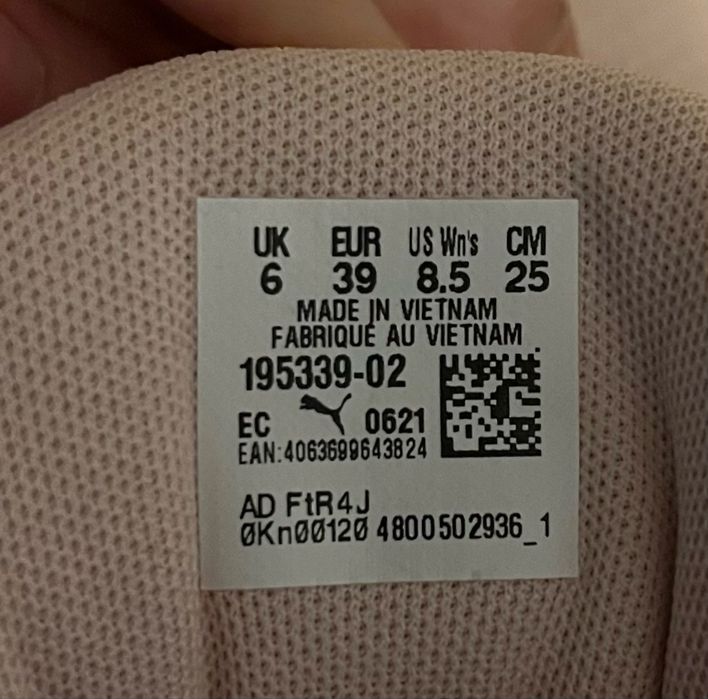 UK EUR US Wn's CM
6 39 8.5 25
MADE IN VIETNAM
FABRIQUÉ AU VIETNAM
195339-02
EC 0621
EAN:4063699643824
AD FtR4J
0Kn00120 4800502936_1